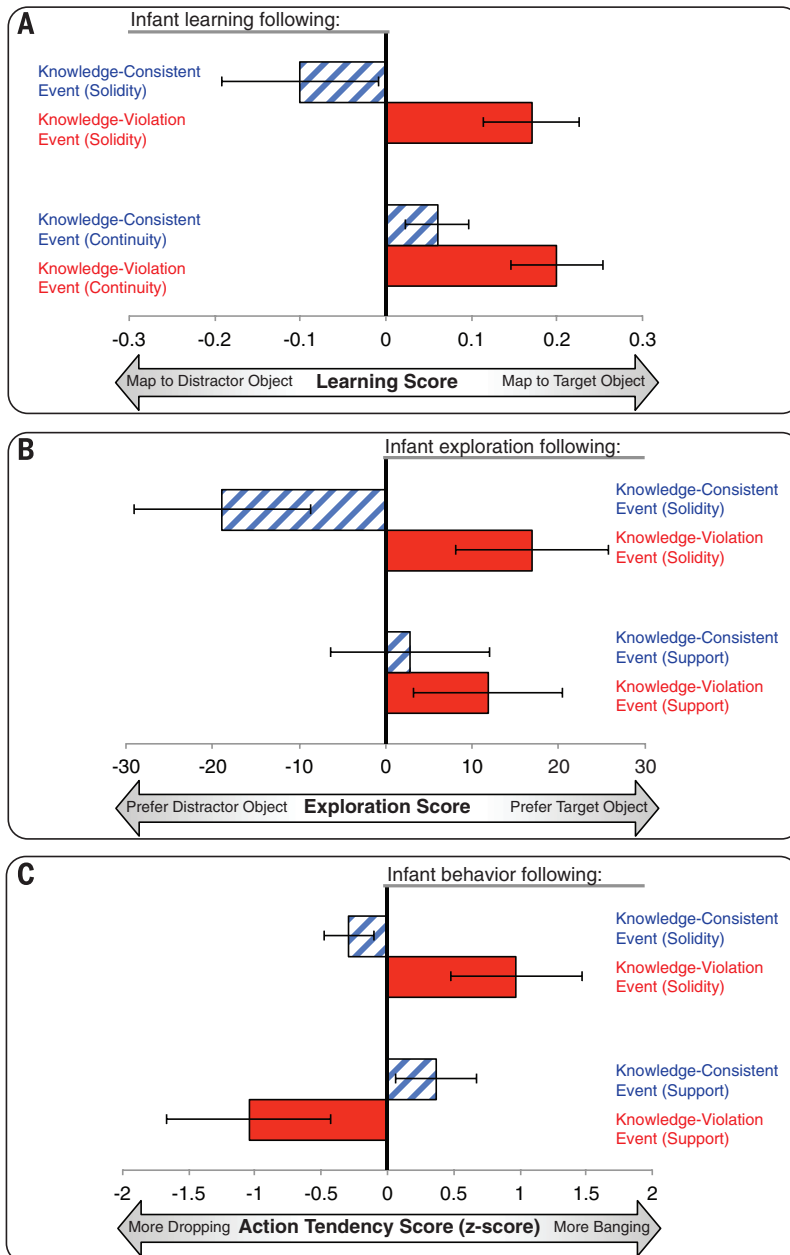 A
Infant learning following:
Knowledge-Consistent
Event (Solidity)
Knowledge-Violation
Event (Solidity)
Knowledge-Consistent
Event (Continuity)
Knowledge-Violation
Event (Continuity)
-0.3 -0.2 -0.1 0 0.1 0.2 0.3
Map to Distractor Object Learning Score Map to Target Object
B
Infant exploration following:
Knowledge-Consistent
Event (Solidity)
Knowledge-Violation
Event (Solidity)
Knowledge-Consistent
Event (Support)
Knowledge-Violation
Event (Support)
-30 -20 -10 0 10 20 30
Prefer Distractor Object Exploration Score Prefer Target Object
C
Infant behavior following:
Knowledge-Consistent
Event (Solidity)
Knowledge-Violation
Event (Solidity)
Knowledge-Consistent
Event (Support)
Knowledge-Violation
Event (Support)
-2 -1.5 -1 -0.5 0 0.5 1 1.5 2
More Dropping Action Tendency Score (z-score) More Banging